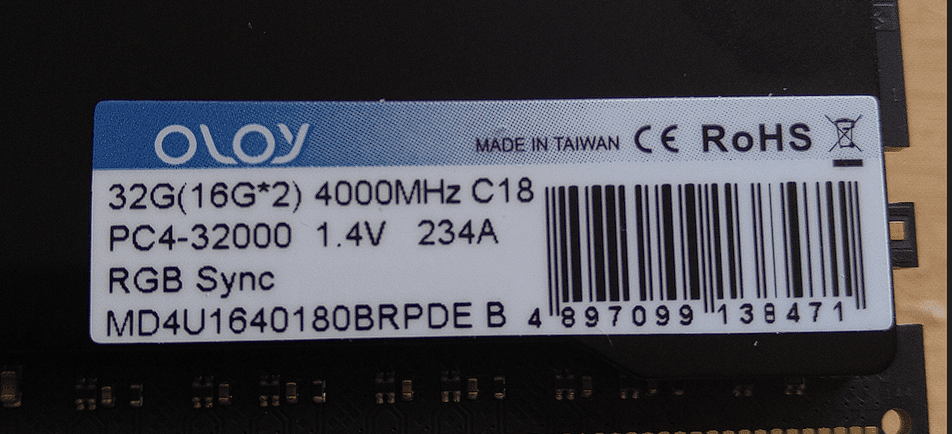 OLOY MADE IN TAIWAN CE RoHS
32G(16G*2) 4000MHz C18
PC4-32000 1.4V 234A
RGB Sync
MD4U1640180BRPDE B
4 897099 138471